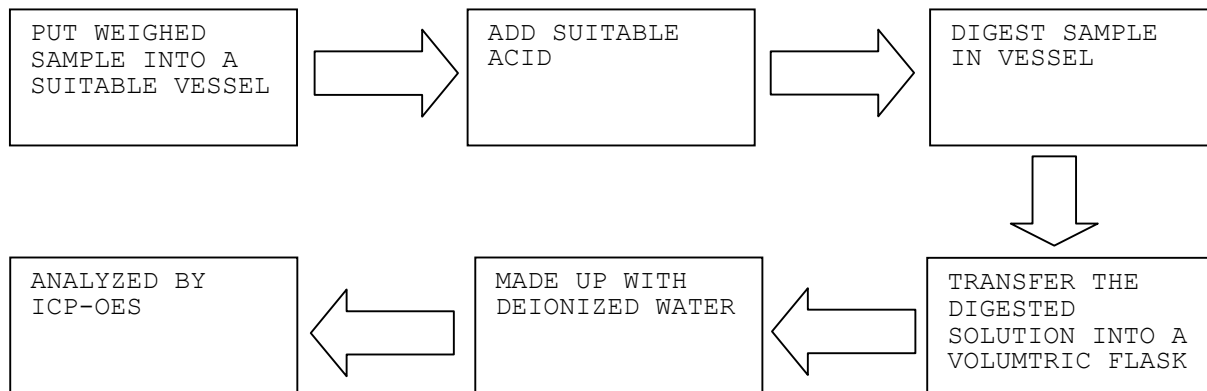 PUT WEIGHED
SAMPLE INTO A
SUITABLE VESSEL
ADD SUITABLE
ACID
DIGEST SAMPLE
IN VESSEL
TRANSFER THE
DIGESTED
SOLUTION INTO A
VOLUMTRIC FLASK
MADE UP WITH
DEIONIZED WATER
ANALYZED BY
ICP-OES